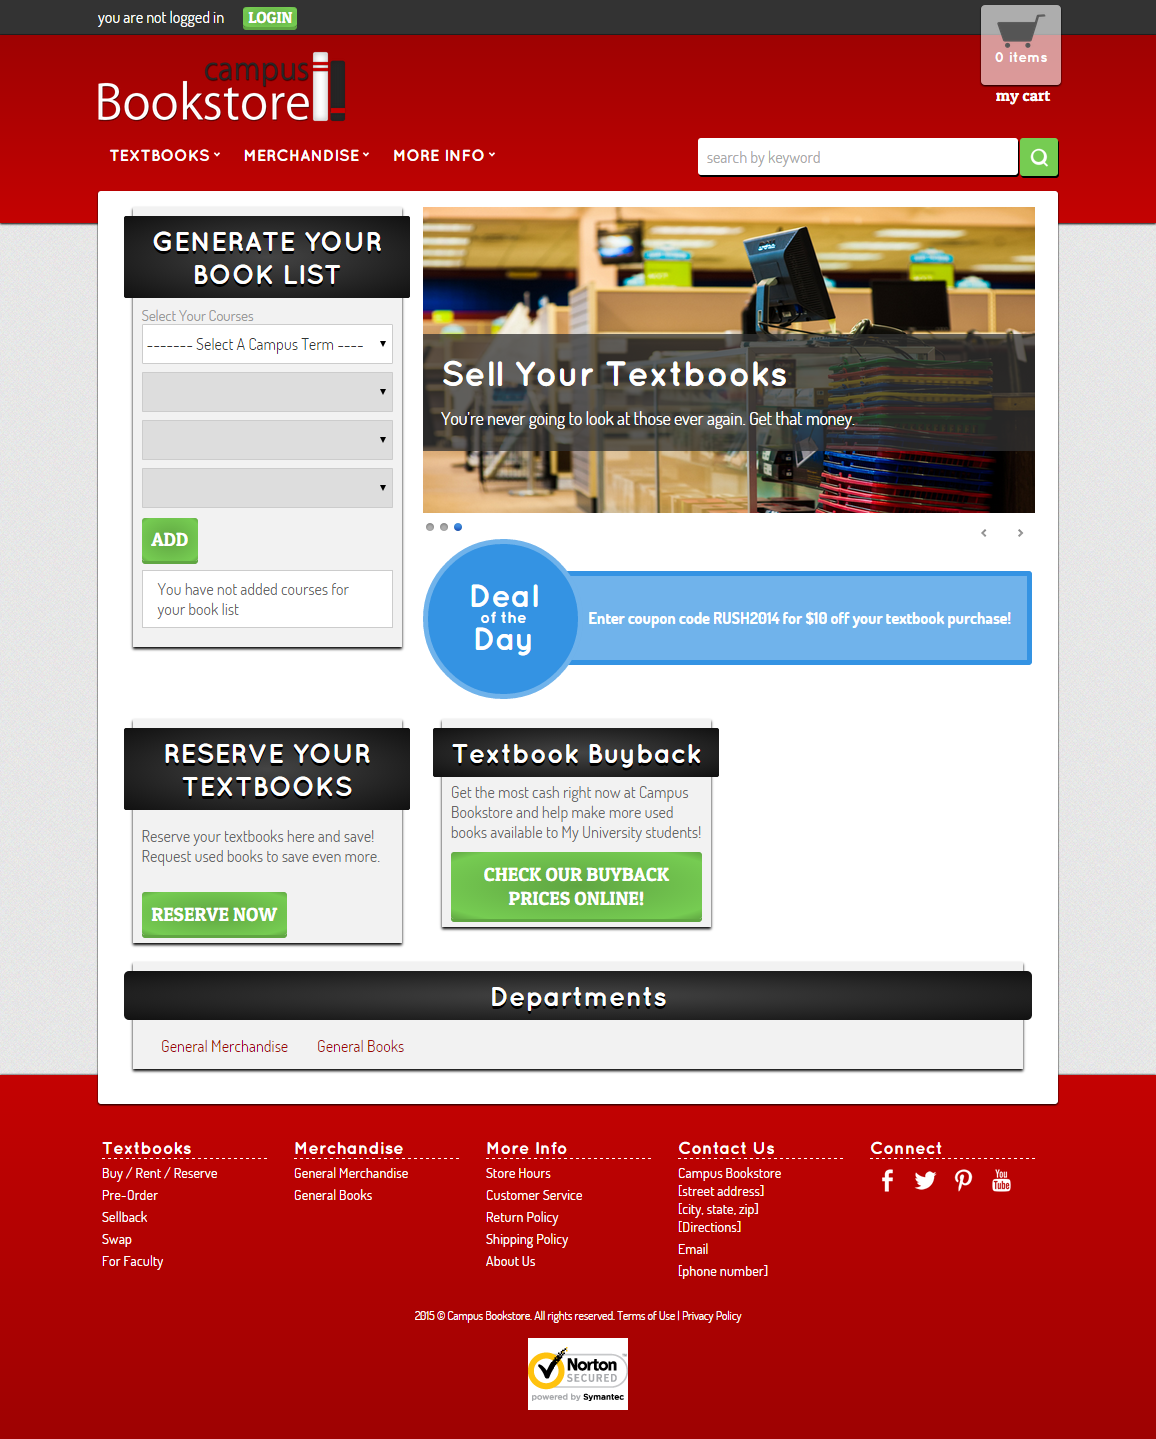 you are not logged in LOGIN
0 items
my cart
campus
Bookstore
TEXTBOOKS MERCHANDISE MORE INFO
search by keyword
GENERATE YOUR
BOOK LIST
Select Your Courses
------- Select A Campus Term ----
ADD
You have not added courses for
your book list
Sell Your Textbooks
You're never going to look at those ever again. Get that money.
Deal
of the
Day
Enter coupon code RUSH2014 for $10 off your textbook purchase!
RESERVE YOUR
TEXTBOOKS
Reserve your textbooks here and save!
Request used books to save even more.
RESERVE NOW
Textbook Buyback
Get the most cash right now at Campus
Bookstore and help make more used
books available to My University students!
CHECK OUR BUYBACK
PRICES ONLINE!
Departments
General Merchandise General Books
Textbooks
Buy / Rent / Reserve
Pre-Order
Sellback
Swap
For Faculty
Merchandise
General Merchandise
General Books
More Info
Store Hours
Customer Service
Return Policy
Shipping Policy
About Us
Contact Us
Campus Bookstore
[street address]
[city, state, zip]
[Directions]
Email
[phone number]
Connect
You
Tube
2015 © Campus Bookstore. All rights reserved. Terms of Use | Privacy Policy
Norton
SECURED
powered by Symantec